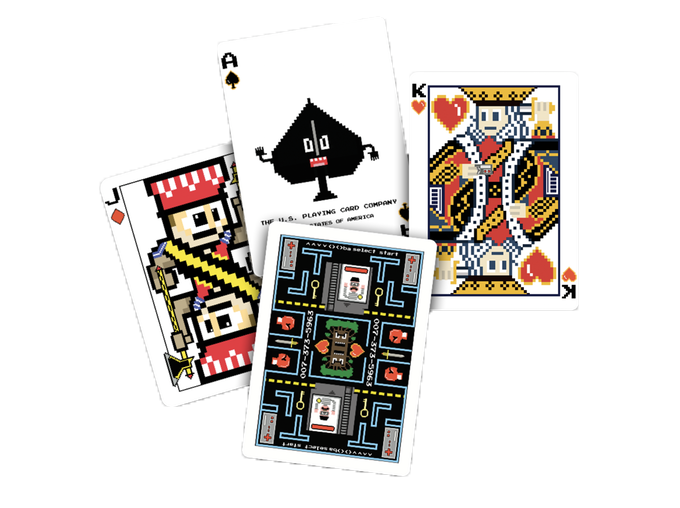 A
THE U.S. PLAYING CARD COMPANY
STATES OF AMERICA
K
J
select start
007-373-5963
007-373-5963
select start
K